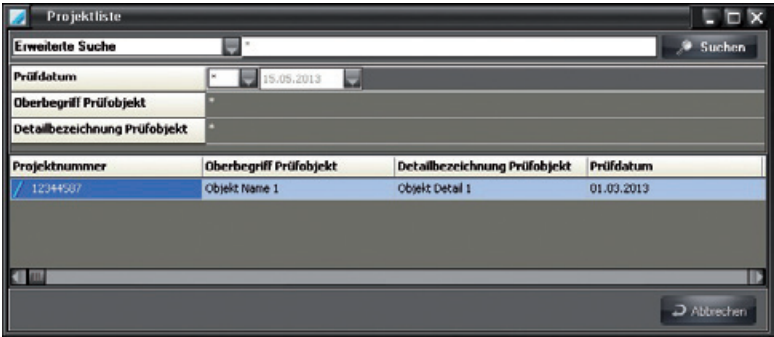 Projektliste
Erweiterte Suche * Suchen
Prüfdatum * 15.05.2013
Oberbegriff Prüfobjekt *
Detailbezeichnung Prüfobjekt *
Projektnummer Oberbegriff Prüfobjekt Detailbezeichnung Prüfobjekt Prüfdatum
12344587 Objekt Name 1 Objekt Detail 1 01.03.2013
Abbrechen